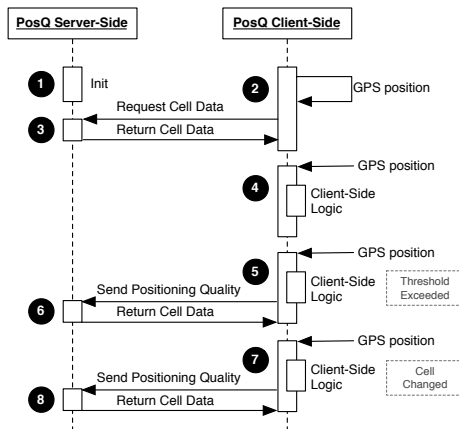 PosQ Server-Side
PosQ Client-Side
1
Init
2
GPS position
Request Cell Data
3
Return Cell Data
GPS position
4
Client-Side
Logic
GPS position
5
Client-Side
Logic
Threshold
Exceeded
Send Positioning Quality
6
Return Cell Data
GPS position
7
Client-Side
Logic
Cell
Changed
Send Positioning Quality
8
Return Cell Data